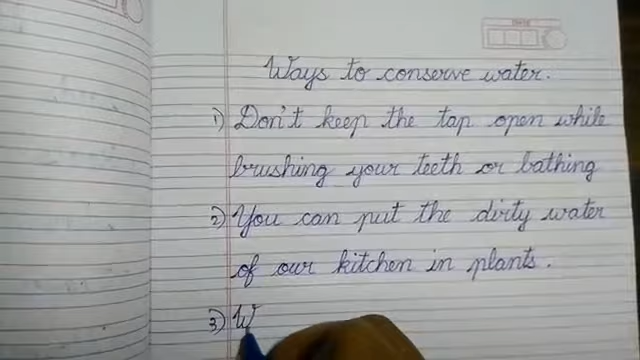 Ways to conserve water.
1) Don't keep the tap open while
brushing your teeth or bathing
2) You can put the dirty water
of our kitchen in plants.
3) W